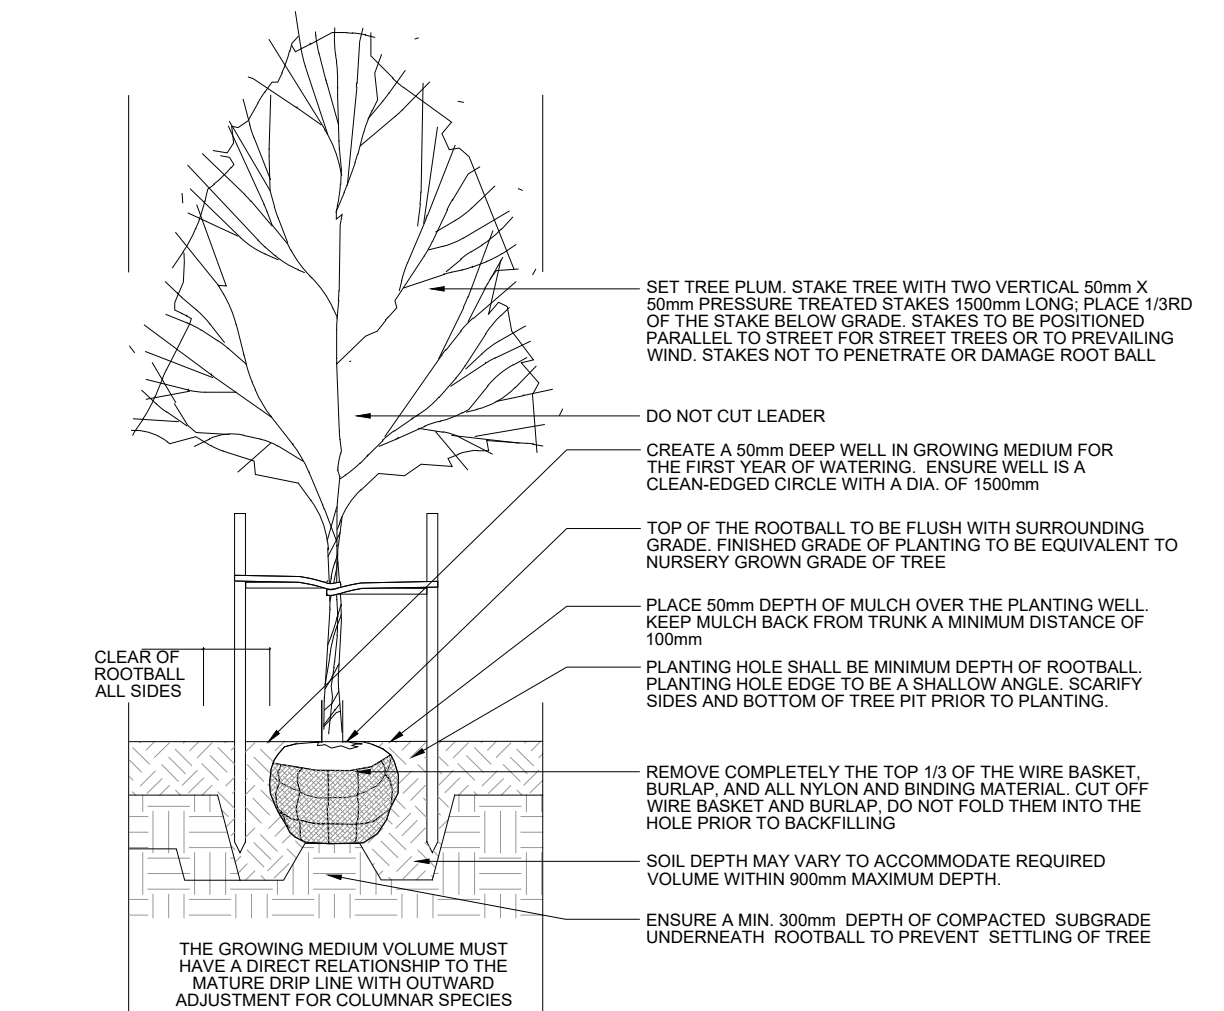 SET TREE PLUM. STAKE TREE WITH TWO VERTICAL 50mm X
50mm PRESSURE TREATED STAKES 1500mm LONG; PLACE 1/3RD
OF THE STAKE BELOW GRADE. STAKES TO BE POSITIONED
PARALLEL TO STREET FOR STREET TREES OR TO PREVAILING
WIND. STAKES NOT TO PENETRATE OR DAMAGE ROOT BALL
DO NOT CUT LEADER
CREATE A 50mm DEEP WELL IN GROWING MEDIUM FOR
THE FIRST YEAR OF WATERING. ENSURE WELL IS A
CLEAN-EDGED CIRCLE WITH A DIA. OF 1500mm
TOP OF THE ROOTBALL TO BE FLUSH WITH SURROUNDING
GRADE. FINISHED GRADE OF PLANTING TO BE EQUIVALENT TO
NURSERY GROWN GRADE OF TREE
PLACE 50mm DEPTH OF MULCH OVER THE PLANTING WELL.
KEEP MULCH BACK FROM TRUNK A MINIMUM DISTANCE OF
100mm
CLEAR OF
ROOTBALL
ALL SIDES
PLANTING HOLE SHALL BE MINIMUM DEPTH OF ROOTBALL.
PLANTING HOLE EDGE TO BE A SHALLOW ANGLE. SCARIFY
SIDES AND BOTTOM OF TREE PIT PRIOR TO PLANTING.
REMOVE COMPLETELY THE TOP 1/3 OF THE WIRE BASKET,
BURLAP, AND ALL NYLON AND BINDING MATERIAL. CUT OFF
WIRE BASKET AND BURLAP, DO NOT FOLD THEM INTO THE
HOLE PRIOR TO BACKFILLING
SOIL DEPTH MAY VARY TO ACCOMMODATE REQUIRED
VOLUME WITHIN 900mm MAXIMUM DEPTH.
ENSURE A MIN. 300mm DEPTH OF COMPACTED SUBGRADE
UNDERNEATH ROOTBALL TO PREVENT SETTLING OF TREE
THE GROWING MEDIUM VOLUME MUST
HAVE A DIRECT RELATIONSHIP TO THE
MATURE DRIP LINE WITH OUTWARD
ADJUSTMENT FOR COLUMNAR SPECIES